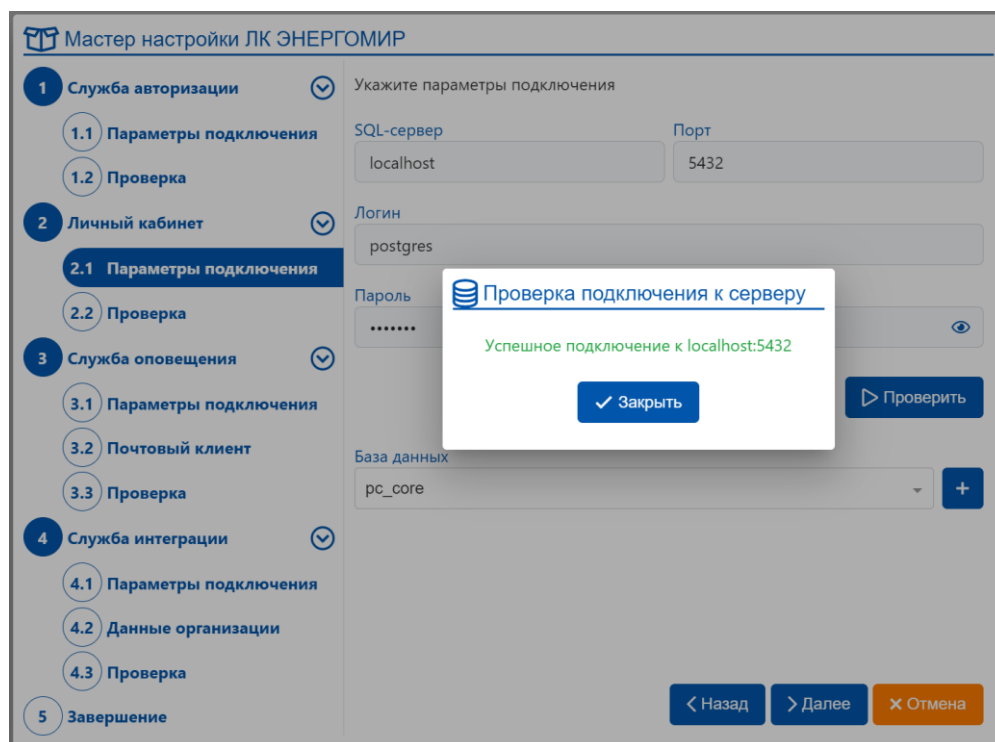 Мастер настройки ЛК ЭНЕРГОМИР
1 Служба авторизации
1.1 Параметры подключения
1.2 Проверка
2 Личный кабинет
2.1 Параметры подключения
2.2 Проверка
3 Служба оповещения
3.1 Параметры подключения
3.2 Почтовый клиент
3.3 Проверка
4 Служба интеграции
4.1 Параметры подключения
4.2 Данные организации
4.3 Проверка
5 Завершение
Укажите параметры подключения
SQL-сервер
localhost
Порт
5432
Логин
postgres
Пароль
•••••••
Проверить
База данных
pc_core
+
Проверка подключения к серверу
Успешное подключение к localhost:5432
Закрыть
Назад
Далее
Отмена